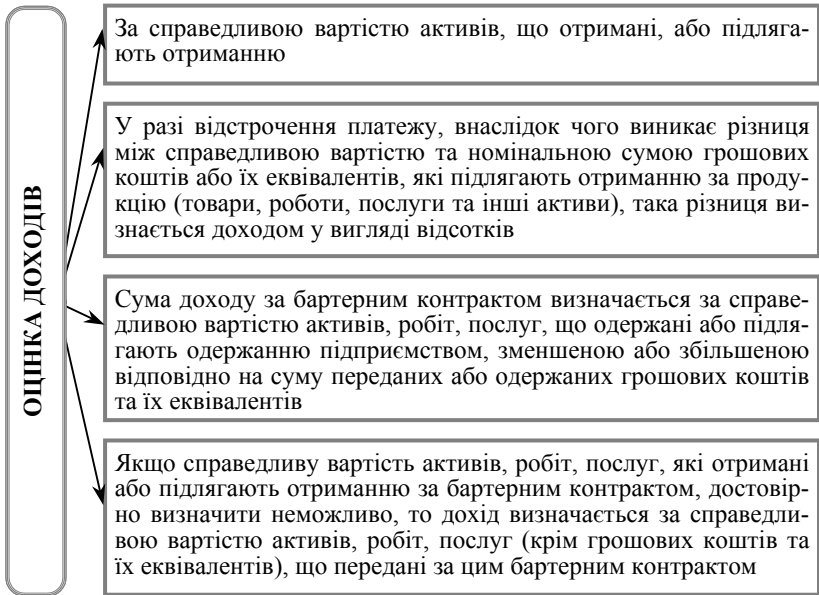 ОЦІНКА ДОХОДІВ
За справедливою вартістю активів, що отримані, або підляга-
ють отриманню
У разі відстрочення платежу, внаслідок чого виникає різниця
між справедливою вартістю та номінальною сумою грошових
коштів або їх еквівалентів, які підлягають отриманню за проду-
кцію (товари, роботи, послуги та інші активи), така різниця ви-
знається доходом у вигляді відсотків
Сума доходу за бартерним контрактом визначається за справе-
дливою вартістю активів, робіт, послуг, що одержані або підля-
гають одержанню підприємством, зменшеною або збільшеною
відповідно на суму переданих або одержаних грошових коштів
та їх еквівалентів
Якщо справедливу вартість активів, робіт, послуг, які отримані
або підлягають отриманню за бартерним контрактом, достовір-
но визначити неможливо, то дохід визначається за справедли-
вою вартістю активів, робіт, послуг (крім грошових коштів та
їх еквівалентів), що передані за цим бартерним контрактом